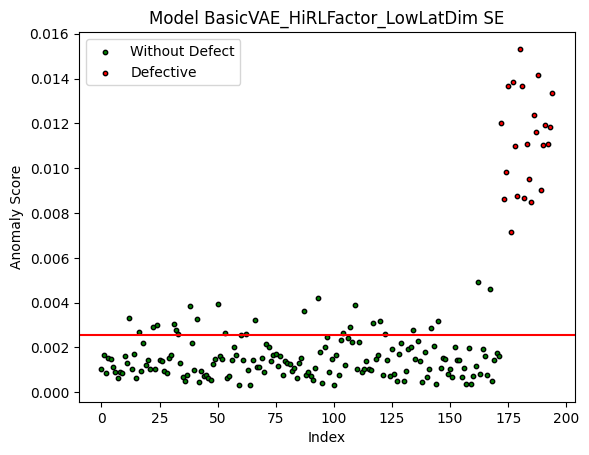 Model BasicVAE_HiRLFactor_LowLatDim SE
Without Defect
Defective
Anomaly Score
0.016
0.014
0.012
0.010
0.008
0.006
0.004
0.002
0.000
0 25 50 75 100 125 150 175 200
Index